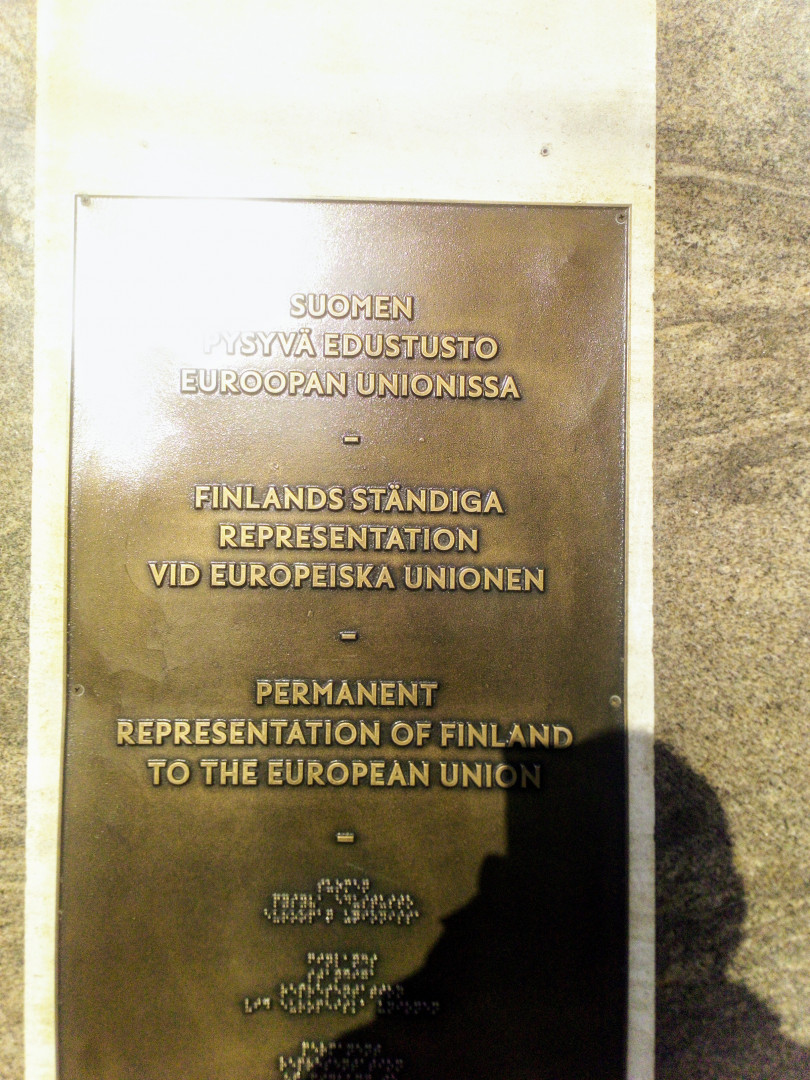 SUOMEN
PYSYVÄ EDUSTUSTO
EUROOPAN UNIONISSA
–
FINLANDS STÄNDIGA
REPRESENTATION
VID EUROPEISKA UNIONEN
–
PERMANENT
REPRESENTATION OF FINLAND
TO THE EUROPEAN UNION
–